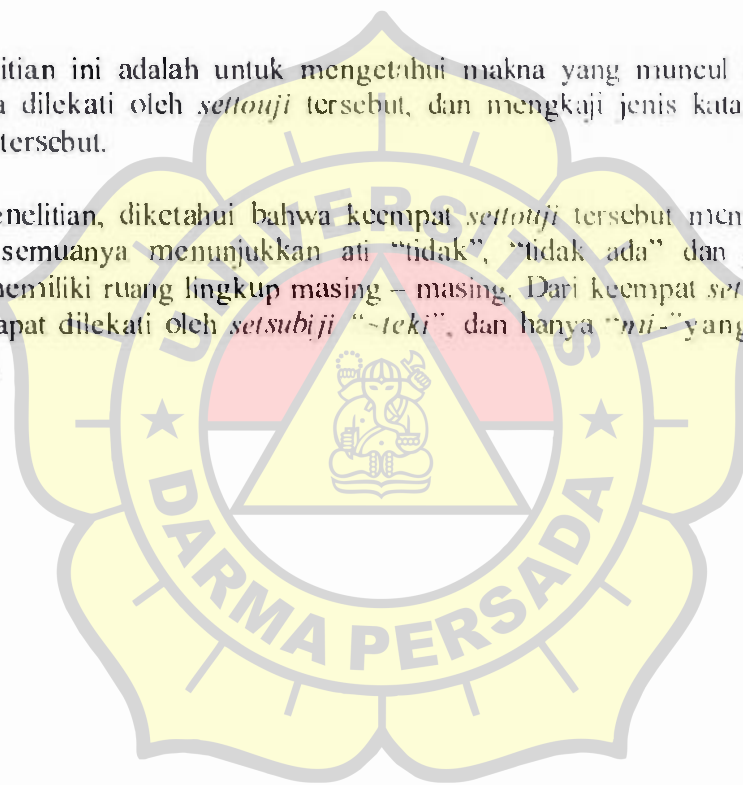 itian ini adalah untuk mengetahui makna yang muncul
dilekati oleh settouji tersebut, dan mengkaji jenis kata
tersebut.
enelitian, diketahui bahwa keempat settouji tersebut men
semuanya menunjukkan ati “tidak”, “tidak ada” dan
memiliki ruang lingkup masing – masing. Dari keempat set
apat dilekati oleh setsubiji “~teki”, dan hanya “mi-”yang
UNIVERSITAS
DARMA PERSADA